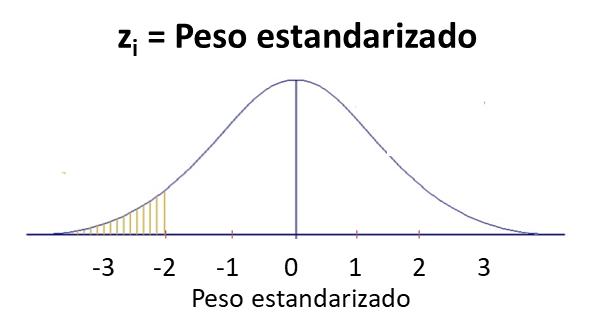 zi = Peso estandarizado
-3 -2 -1 0 1 2 3
Peso estandarizado